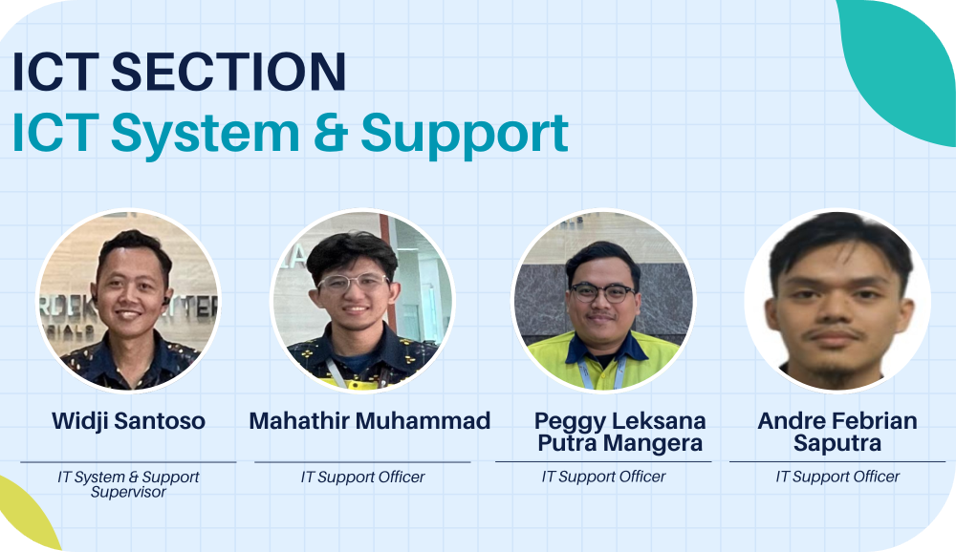 ICT SECTION
ICT System & Support
Widji Santoso
Mahathir Muhammad
Peggy Leksana
Putra Mangera
Andre Febrian
Saputra
IT System & Support
Supervisor
IT Support Officer
IT Support Officer
IT Support Officer